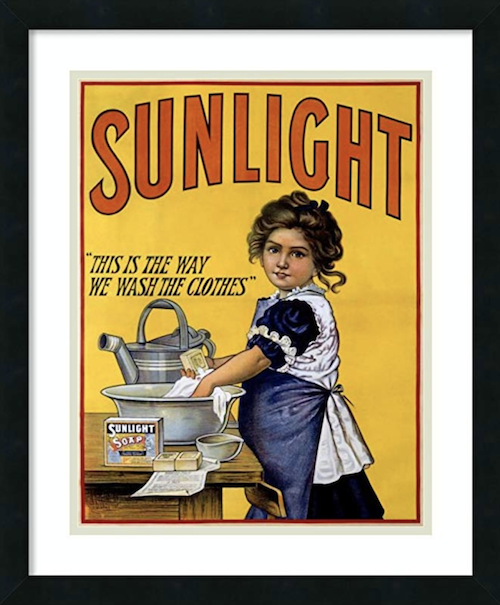 SUNLIGHT
"THIS IS THE WAY
WE WASH THE CLOTHES"
SUNLIGHT
SOAP